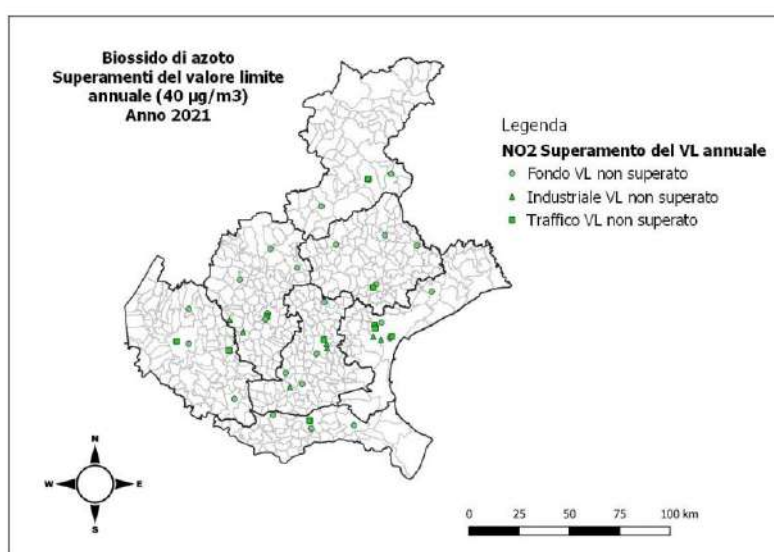 Biossido di azoto
Superamenti del valore limite
annuale (40 µg/m3)
Anno 2021
Legenda
NO2 Superamento del VL annuale
Fondo VL non superato
Industriale VL non superato
Traffico VL non superato
N
W E
S
0 25 50 75 100 km